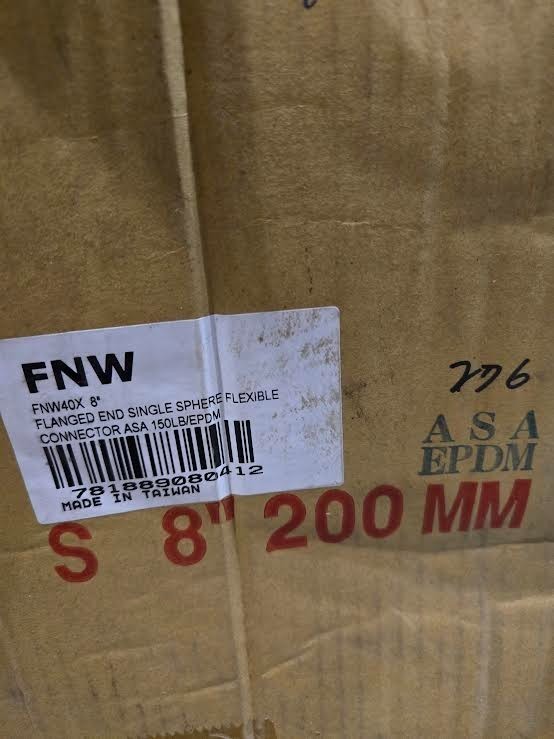 FNW
FNW40X 8"
FLANGED END SINGLE SPHERE FLEXIBLE
CONNECTOR ASA 150LB/EPDM
781889080412
MADE IN TAIWAN
226
A S A
EPDM
S 8" 200 MM